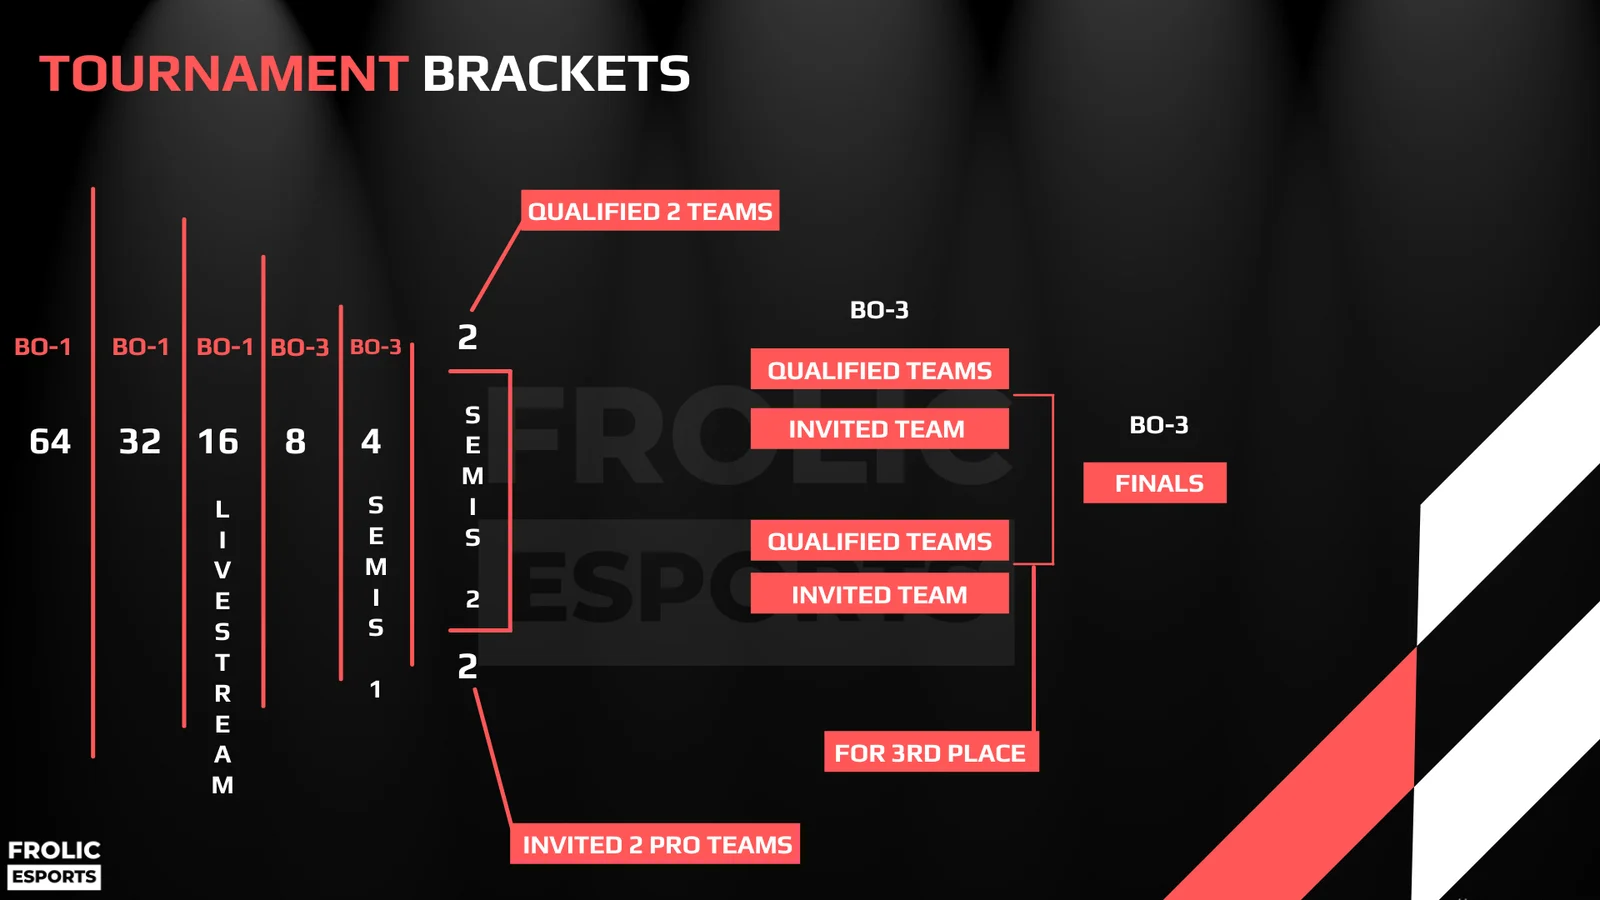 TOURNAMENT BRACKETS
QUALIFIED 2 TEAMS
BO-1 BO-1 BO-1 BO-3 BO-3
64 32 16 8 4
LIVESTREAM
SEMIS 1
2
SEMIS 2
2
INVITED 2 PRO TEAMS
BO-3
QUALIFIED TEAMS
INVITED TEAM
QUALIFIED TEAMS
INVITED TEAM
FOR 3RD PLACE
BO-3
FINALS
FROLIC
ESPORTS
FROLIC
ESPORTS